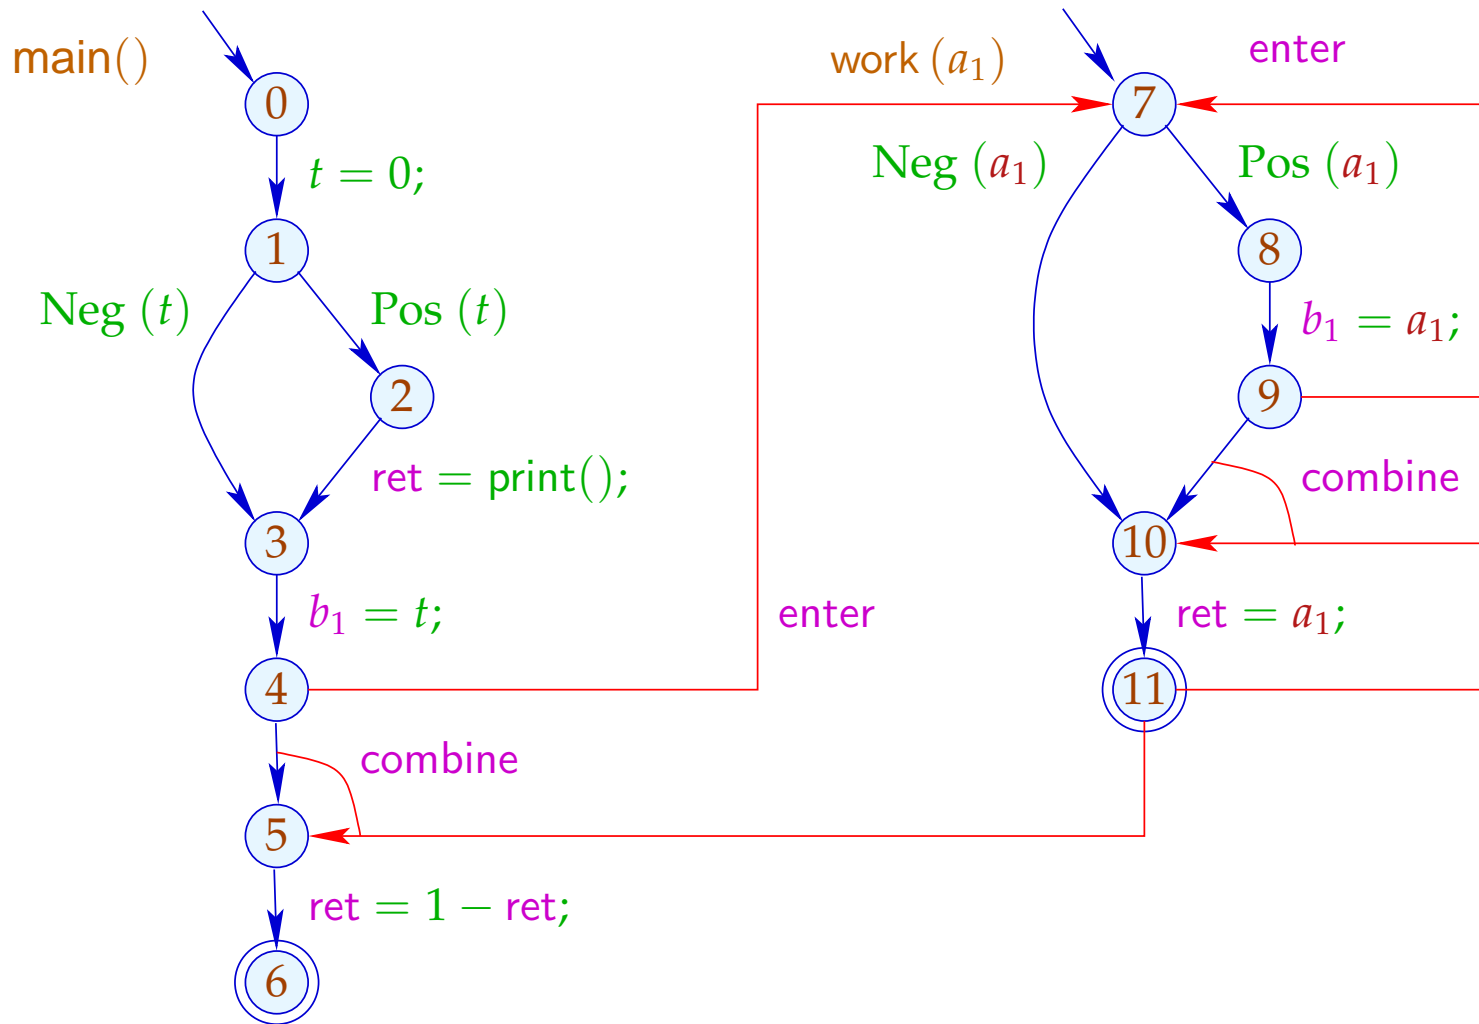 main()
0
t = 0;
1
Neg (t)
Pos (t)
2
ret = print();
3
b₁ = t;
4
enter
combine
5
ret = 1 − ret;
6
work (a₁)
7
enter
Neg (a₁)
Pos (a₁)
8
b₁ = a₁;
9
combine
10
ret = a₁;
11